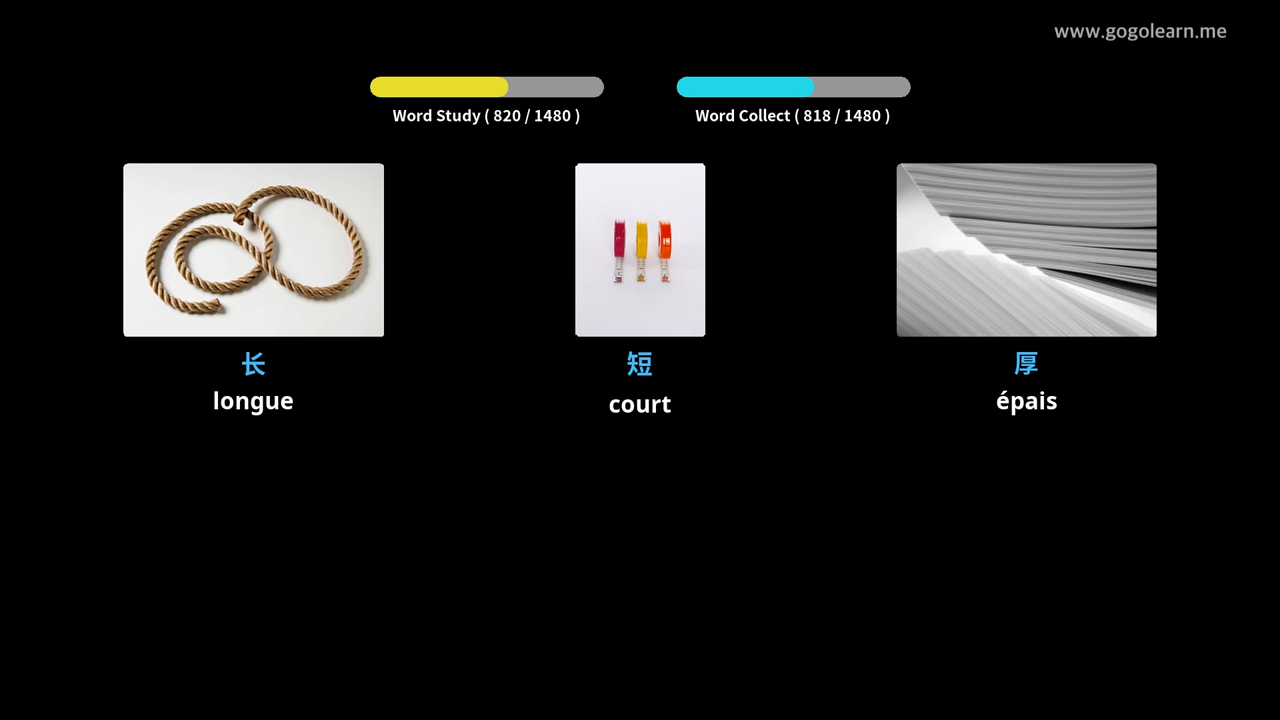 www.gogolearn.me
Word Study ( 820 / 1480 )
Word Collect ( 818 / 1480 )
长
longue
短
court
厚
épais